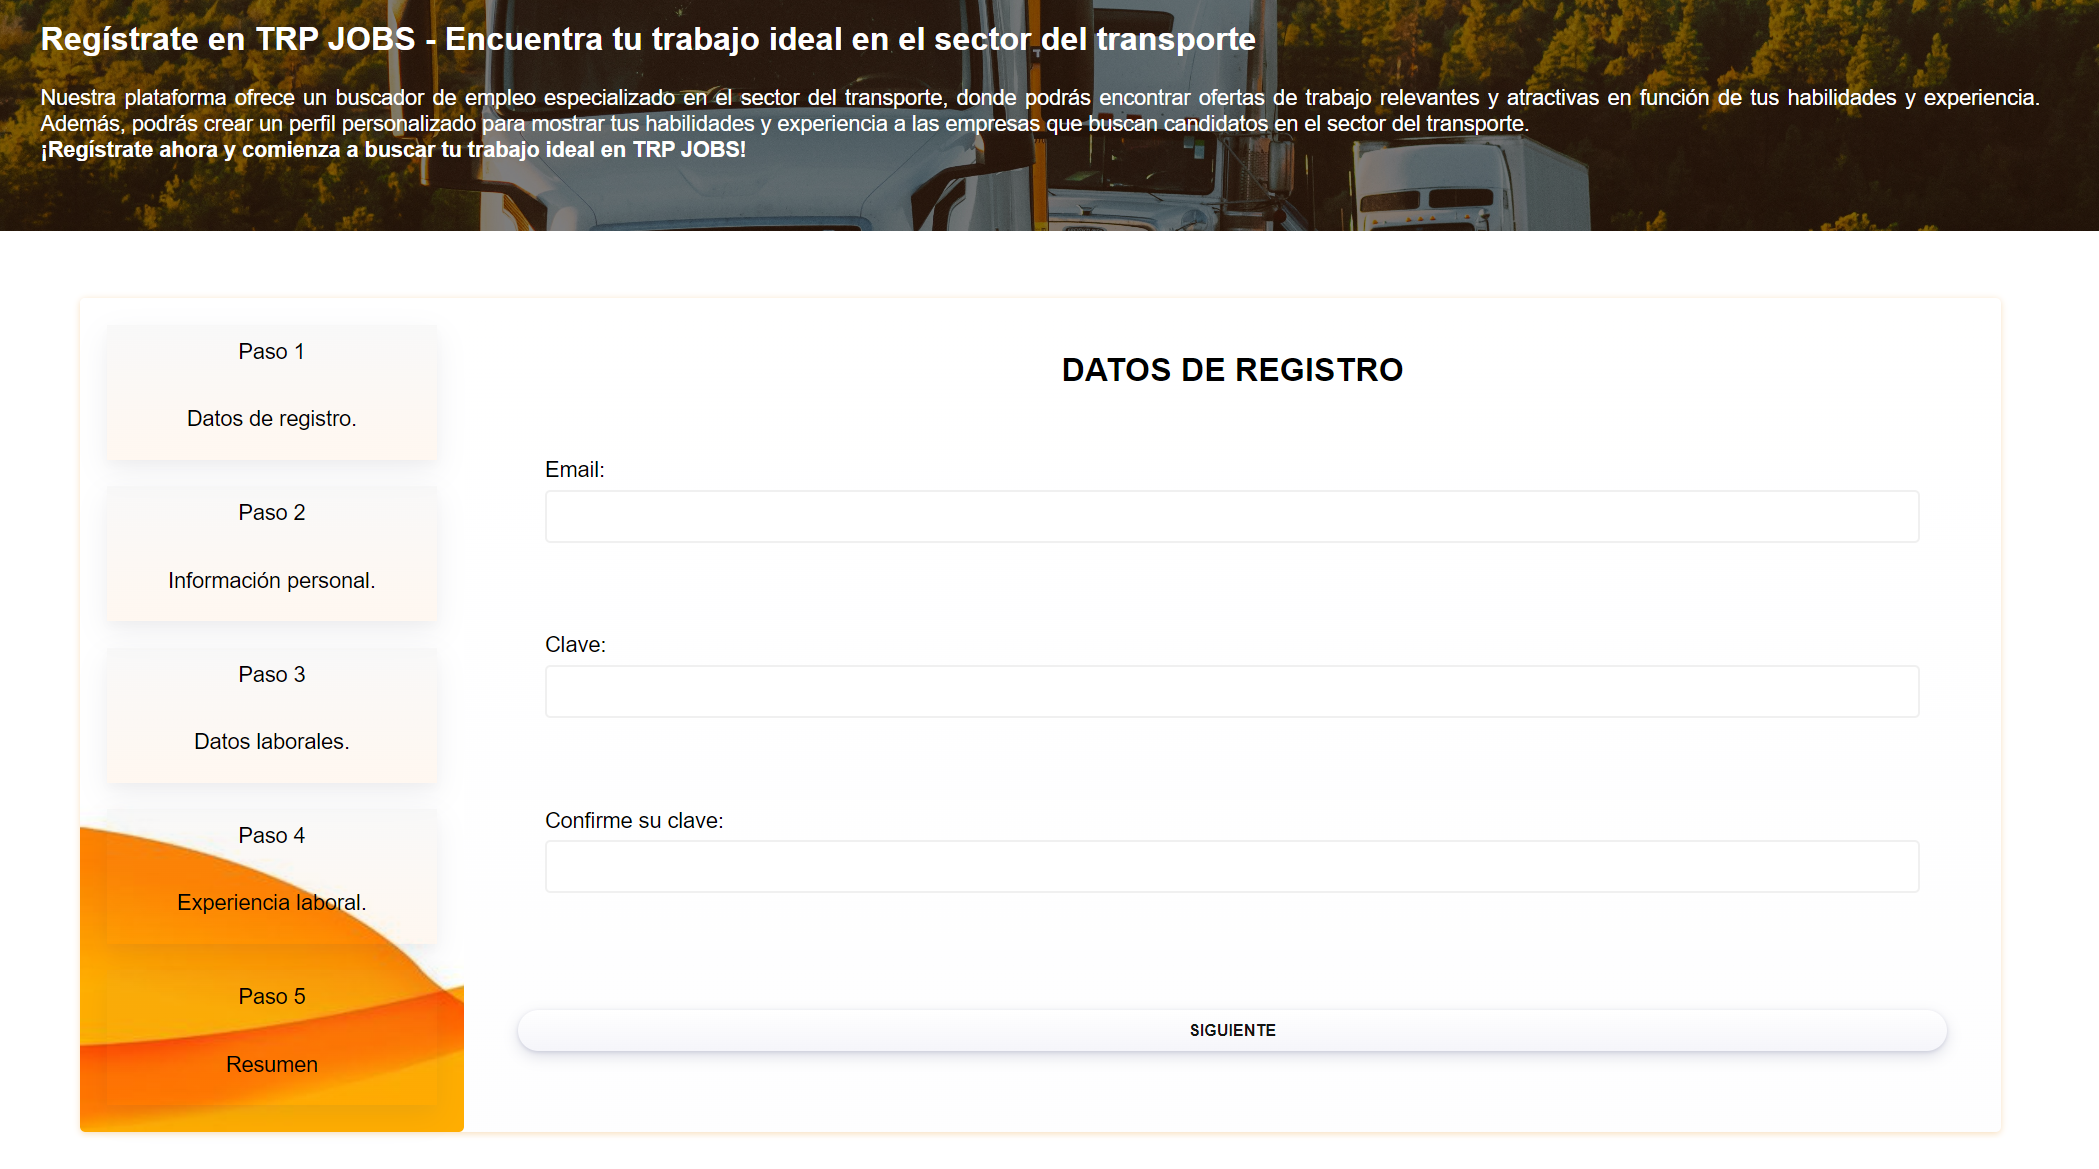 Regístrate en TRP JOBS - Encuentra tu trabajo ideal en el sector del transporte
Nuestra plataforma ofrece un buscador de empleo especializado en el sector del transporte, donde podrás encontrar ofertas de trabajo relevantes y atractivas en función de tus habilidades y experiencia.
Además, podrás crear un perfil personalizado para mostrar tus habilidades y experiencia a las empresas que buscan candidatos en el sector del transporte.
¡Regístrate ahora y comienza a buscar tu trabajo ideal en TRP JOBS!
Paso 1
Datos de registro.
Paso 2
Información personal.
Paso 3
Datos laborales.
Paso 4
Experiencia laboral.
Paso 5
Resumen
DATOS DE REGISTRO
Email:
Clave:
Confirme su clave:
SIGUIENTE